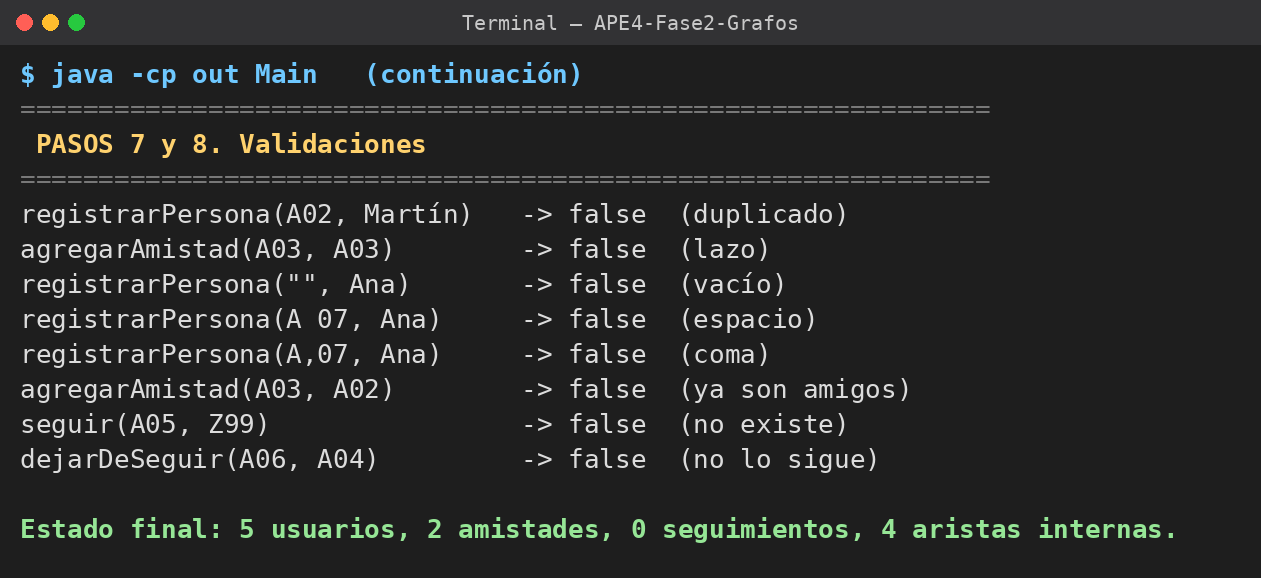 Terminal — APE4-Fase2-Grafos
$ java -cp out Main   (continuación)
==============================================================
PASOS 7 y 8. Validaciones
==============================================================
registrarPersona(A02, Martín)   -> false  (duplicado)
agregarAmistad(A03, A03)        -> false  (lazo)
registrarPersona("", Ana)       -> false  (vacío)
registrarPersona(A 07, Ana)     -> false  (espacio)
registrarPersona(A,07, Ana)     -> false  (coma)
agregarAmistad(A03, A02)        -> false  (ya son amigos)
seguir(A05, Z99)                -> false  (no existe)
dejarDeSeguir(A06, A04)         -> false  (no lo sigue)
Estado final: 5 usuarios, 2 amistades, 0 seguimientos, 4 aristas internas.